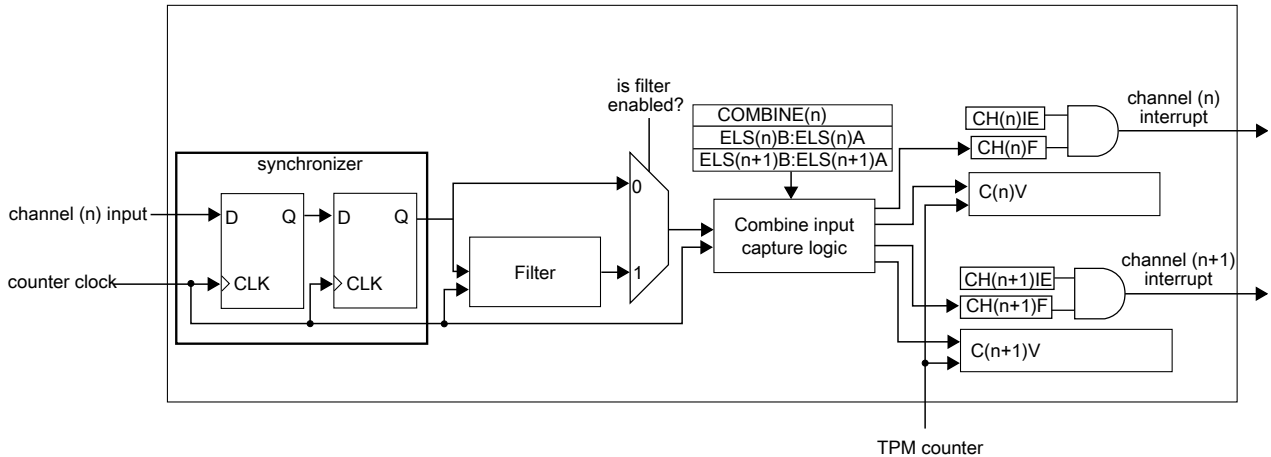 is filter
enabled?
COMBINE(n)
ELS(n)B:ELS(n)A
ELS(n+1)B:ELS(n+1)A
CH(n)IE
CH(n)F
channel (n)
interrupt
synchronizer
0
C(n)V
channel (n) input
D
Q
D
Q
Combine input
capture logic
Filter
1
counter clock
CLK
CLK
CH(n+1)IE
CH(n+1)F
channel (n+1)
interrupt
C(n+1)V
TPM counter